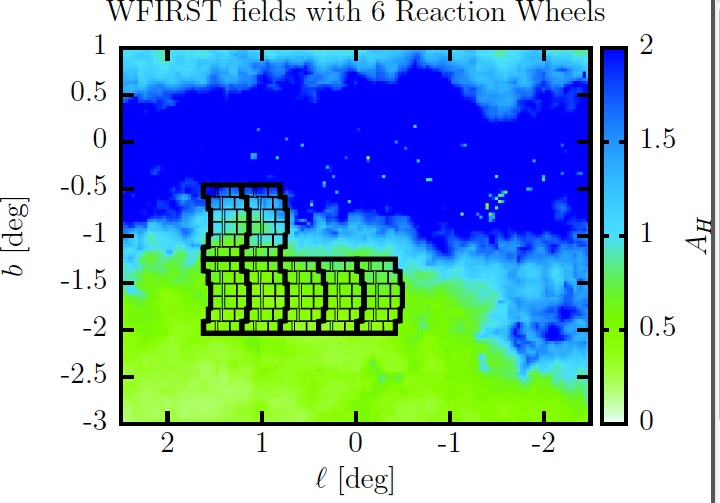 WFIRST fields with 6 Reaction Wheels
1
0.5
0
-0.5
-1
-1.5
-2
-2.5
-3
b [deg]
2 1 0 -1 -2
ℓ [deg]
2
1.5
1
0.5
0
A_H